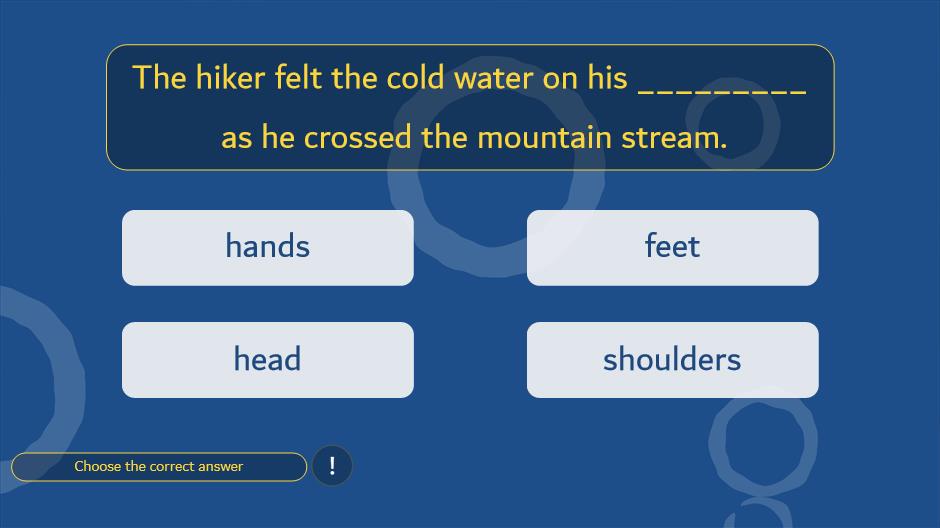 The hiker felt the cold water on his _________
as he crossed the mountain stream.
hands
feet
head
shoulders
Choose the correct answer
!